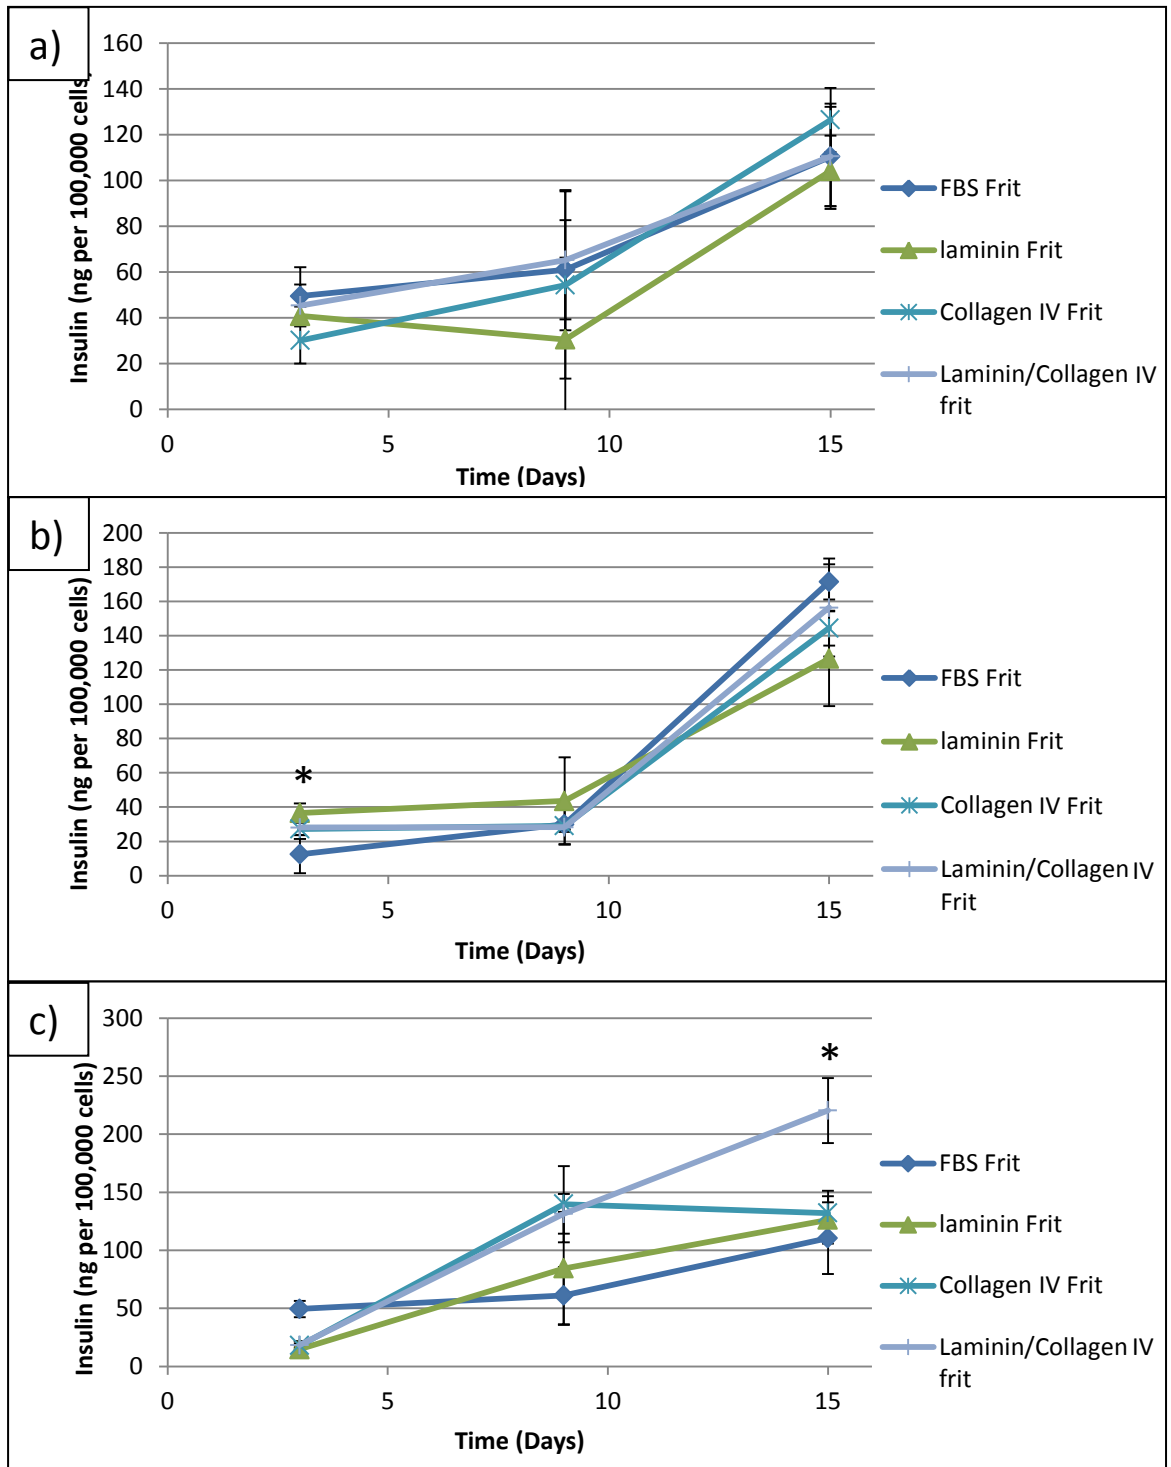 a)
Insulin (ng per 100,000 cells)
160
140
120
100
80
60
40
20
0
0 5 10 15
Time (Days)
FBS Frit
laminin Frit
Collagen IV Frit
Laminin/Collagen IV
frit
b)
Insulin (ng per 100,000 cells)
200
180
160
140
120
100
80
60
40
20
0
*
0 5 10 15
Time (Days)
FBS Frit
laminin Frit
Collagen IV Frit
Laminin/Collagen IV
Frit
c)
Insulin (ng per 100,000 cells)
300
250
200
150
100
50
0
*
0 5 10 15
Time (Days)
FBS Frit
laminin Frit
Collagen IV Frit
Laminin/Collagen IV
frit